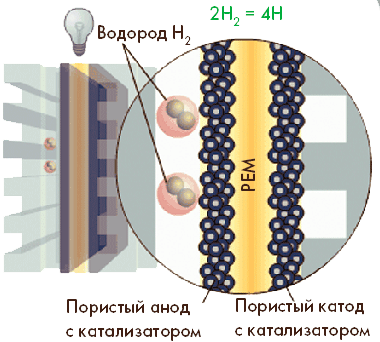 2H₂ = 4H
Водород H₂
PEM
Пористый анод
с катализатором
Пористый катод
с катализатором